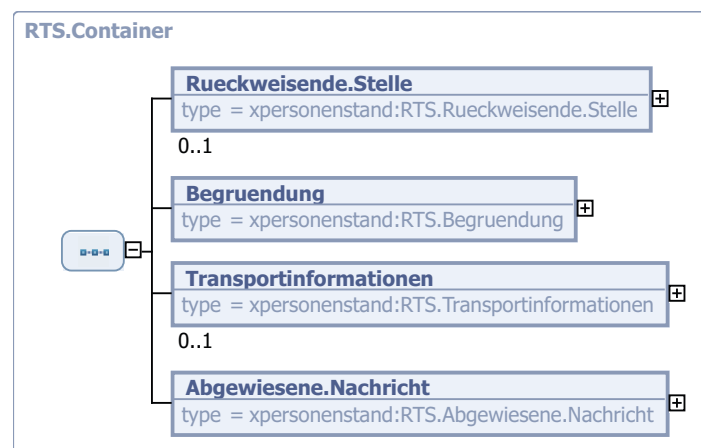 RTS.Container
Rueckweisende.Stelle
type = xpersonenstand:RTS.Rueckweisende.Stelle
0..1
Begruendung
type = xpersonenstand:RTS.Begruendung
Transportinformationen
type = xpersonenstand:RTS.Transportinformationen
0..1
Abgewiesene.Nachricht
type = xpersonenstand:RTS.Abgewiesene.Nachricht